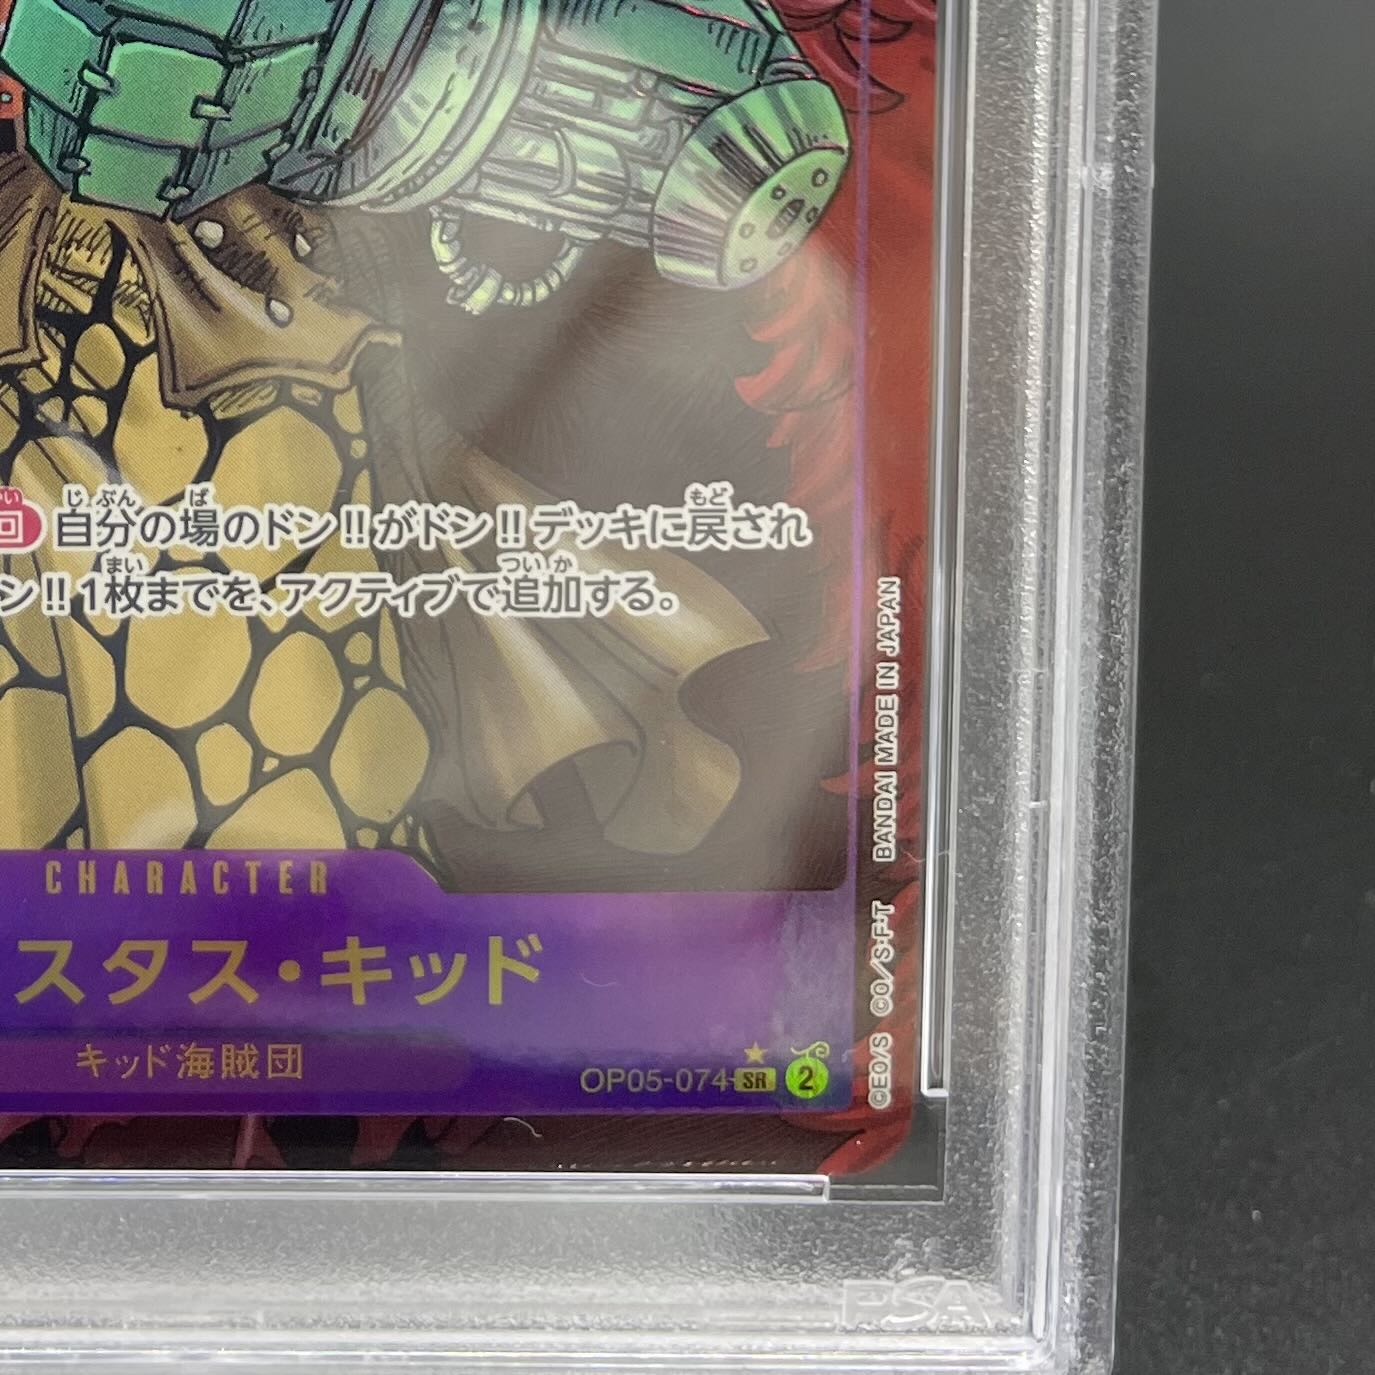 回 自分の場のドン!!がドン!!デッキに戻され
ン!!1枚までを、アクティブで追加する。
CHARACTER
スタス・キッド
キッド海賊団
OP05-074 SR 2
©EO/S ©O/S・F・T BANDAI MADE IN JAPAN
PSA